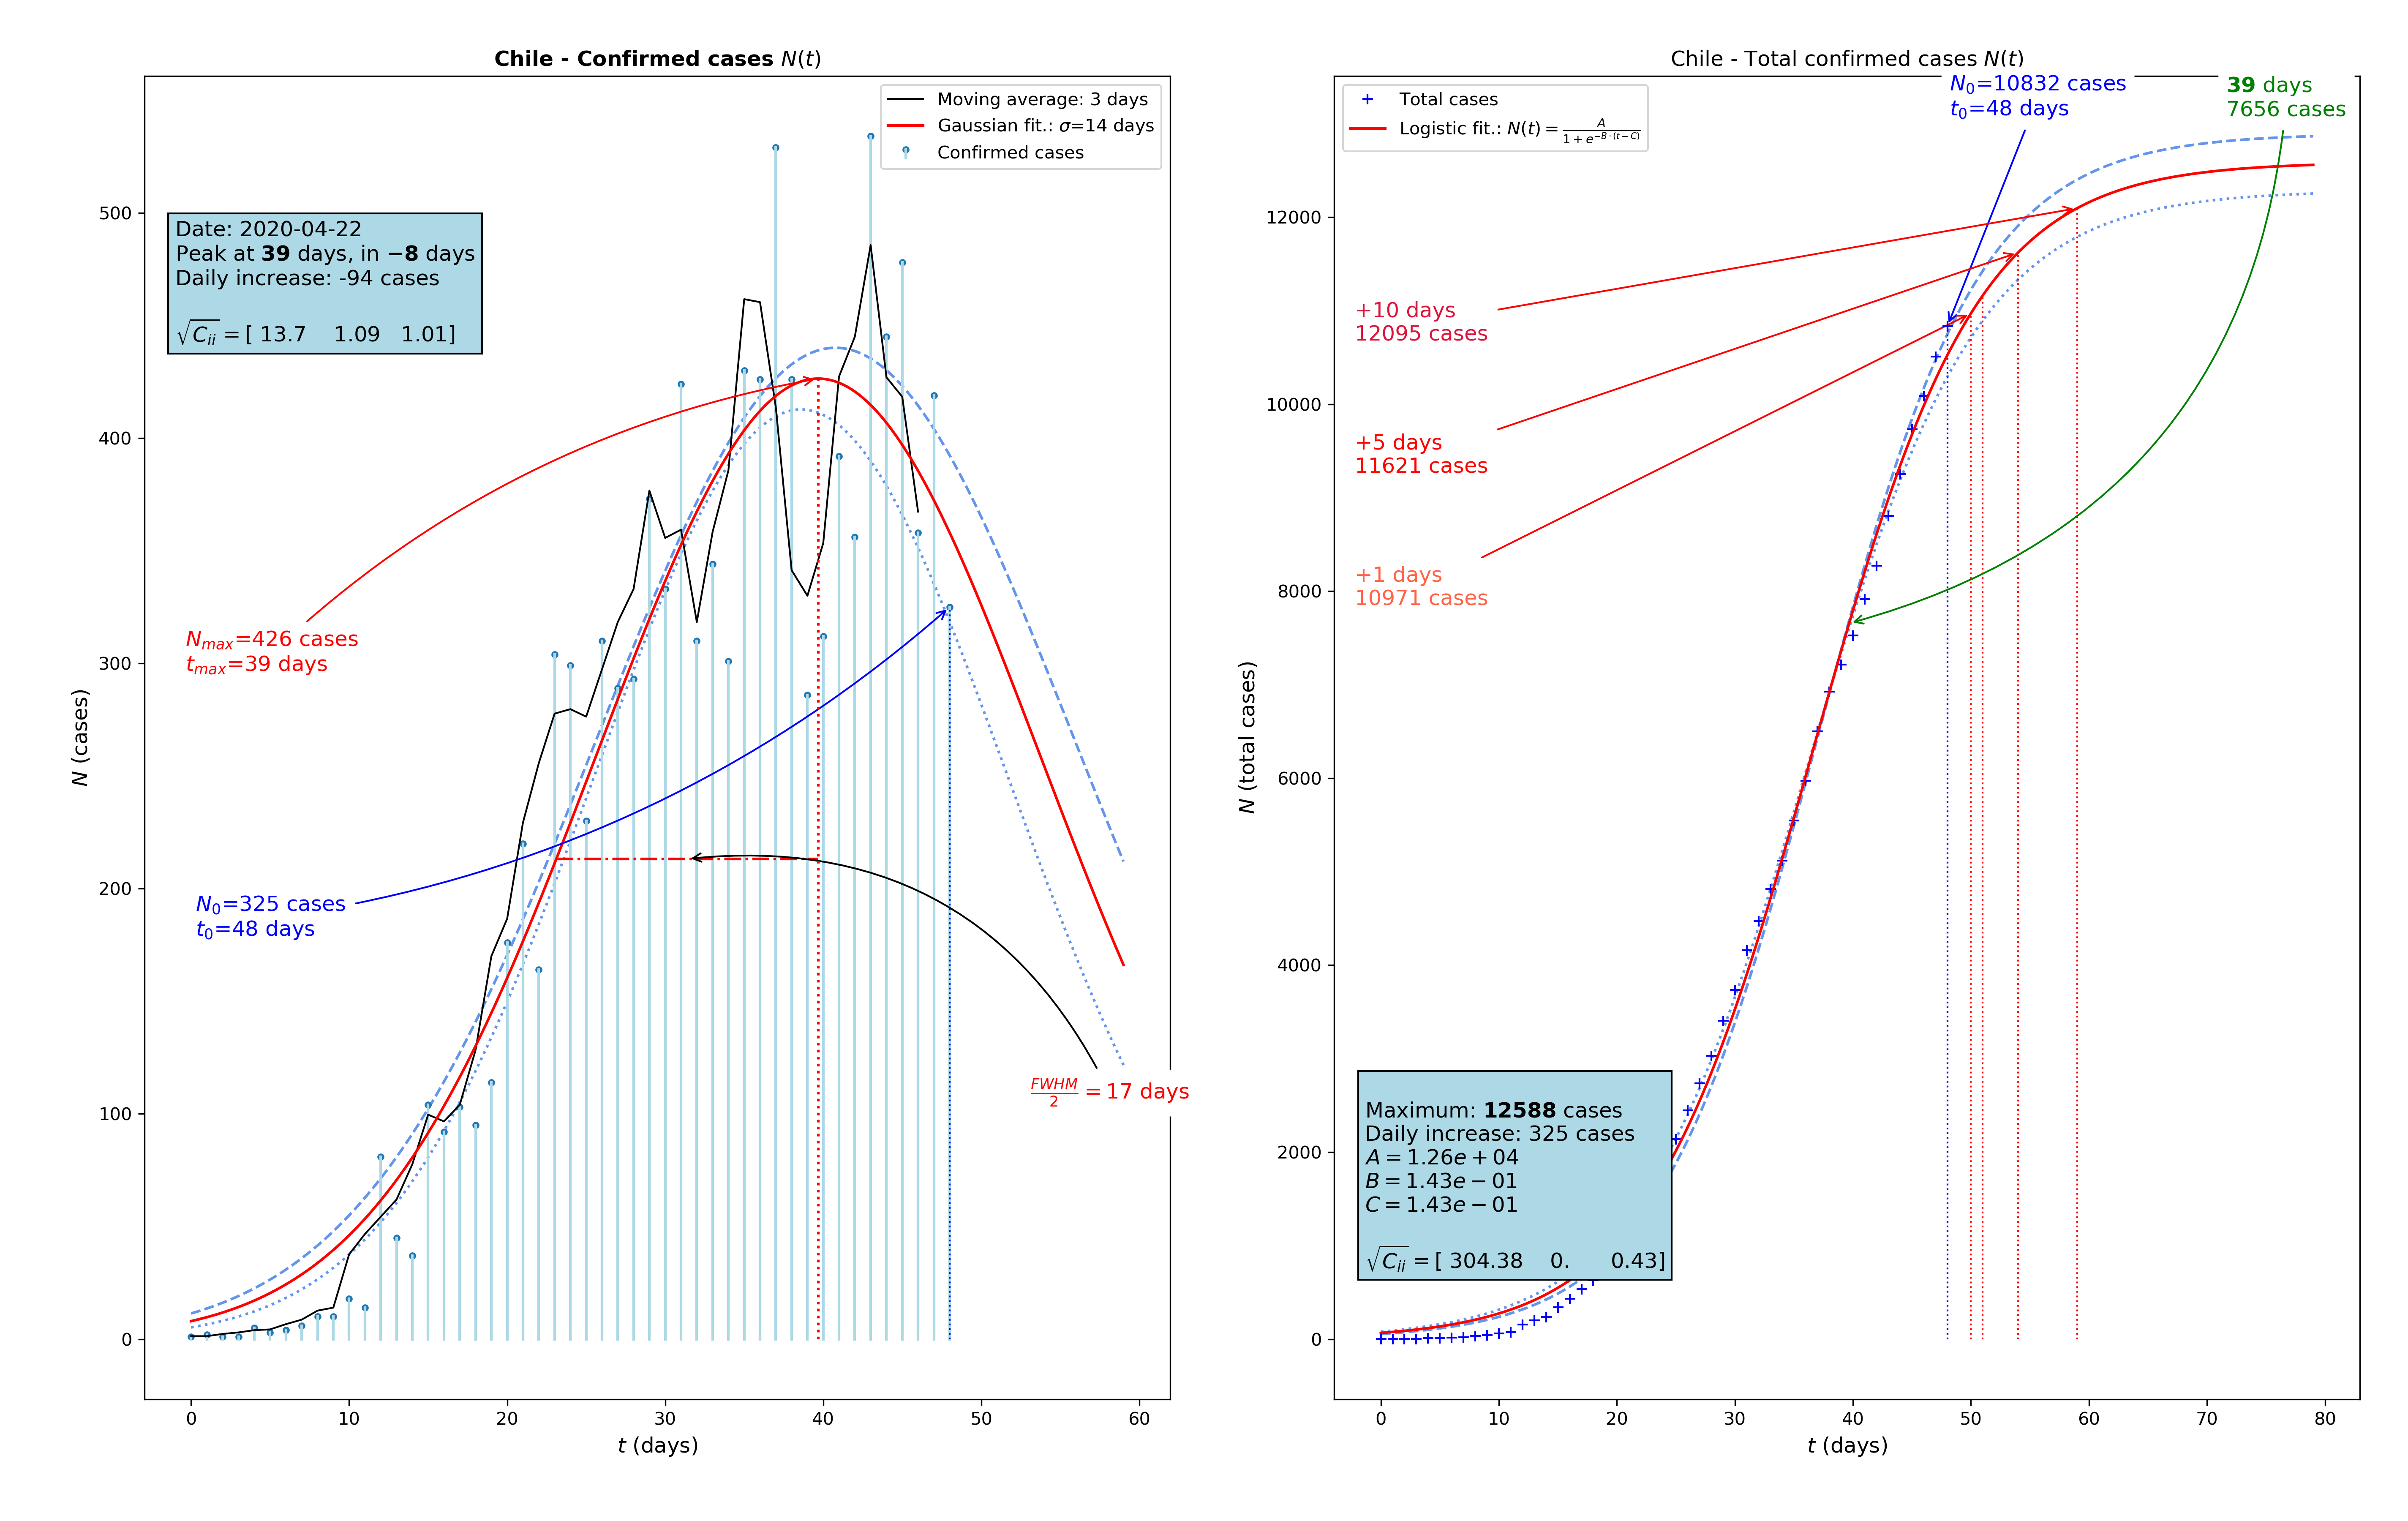 Chile - Confirmed cases N(t)
Moving average: 3 days
Gaussian fit.: σ=14 days
Confirmed cases
Date: 2020-04-22
Peak at 39 days, in −8 days
Daily increase: -94 cases
√C_ii = [ 13.7 1.09 1.01]
N_max=426 cases
t_max=39 days
N_0=325 cases
t_0=48 days
FWHM/2 = 17 days
N (cases)
500
400
300
200
100
0
0 10 20 30 40 50 60
t (days)
Chile - Total confirmed cases N(t)
Total cases
Logistic fit.: N(t) = A/(1+e^{−B·(t−C)})
N_0=10832 cases
t_0=48 days
39 days
7656 cases
+10 days
12095 cases
+5 days
11621 cases
+1 days
10971 cases
Maximum: 12588 cases
Daily increase: 325 cases
A = 1.26e + 04
B = 1.43e − 01
C = 1.43e − 01
√C_ii = [ 304.38 0. 0.43]
N (total cases)
12000
10000
8000
6000
4000
2000
0
0 10 20 30 40 50 60 70 80
t (days)